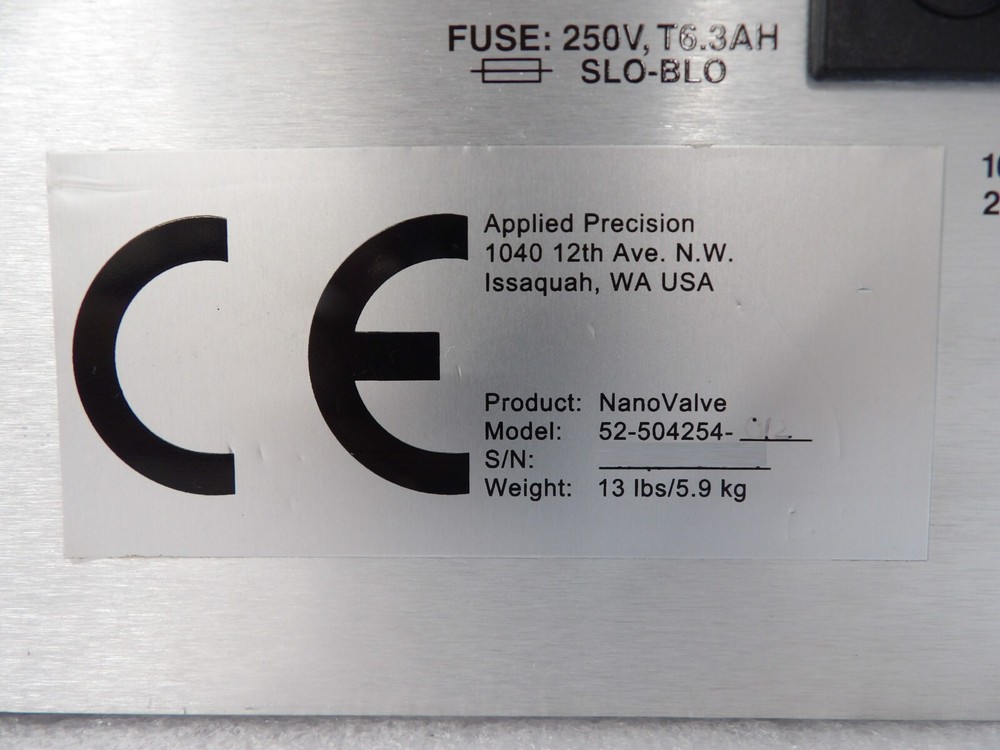 FUSE: 250V, T6.3AH
SLO-BLO
CE
Applied Precision
1040 12th Ave. N.W.
Issaquah, WA USA
Product: NanoValve
Model: 52-504254-
S/N:
Weight: 13 lbs/5.9 kg